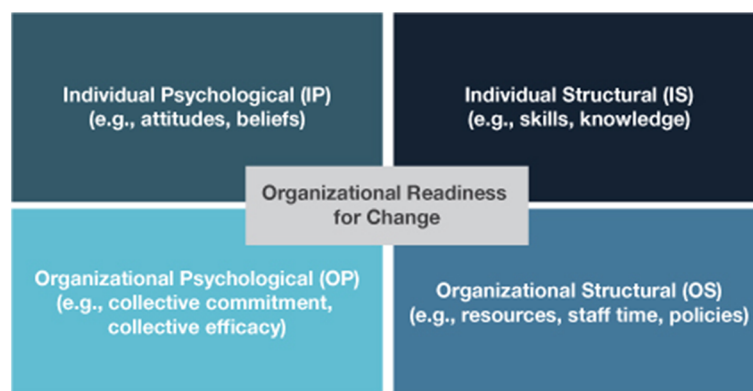 Individual Psychological (IP)
(e.g., attitudes, beliefs)
Individual Structural (IS)
(e.g., skills, knowledge)
Organizational Readiness
for Change
Organizational Psychological (OP)
(e.g., collective commitment,
collective efficacy)
Organizational Structural (OS)
(e.g., resources, staff time, policies)